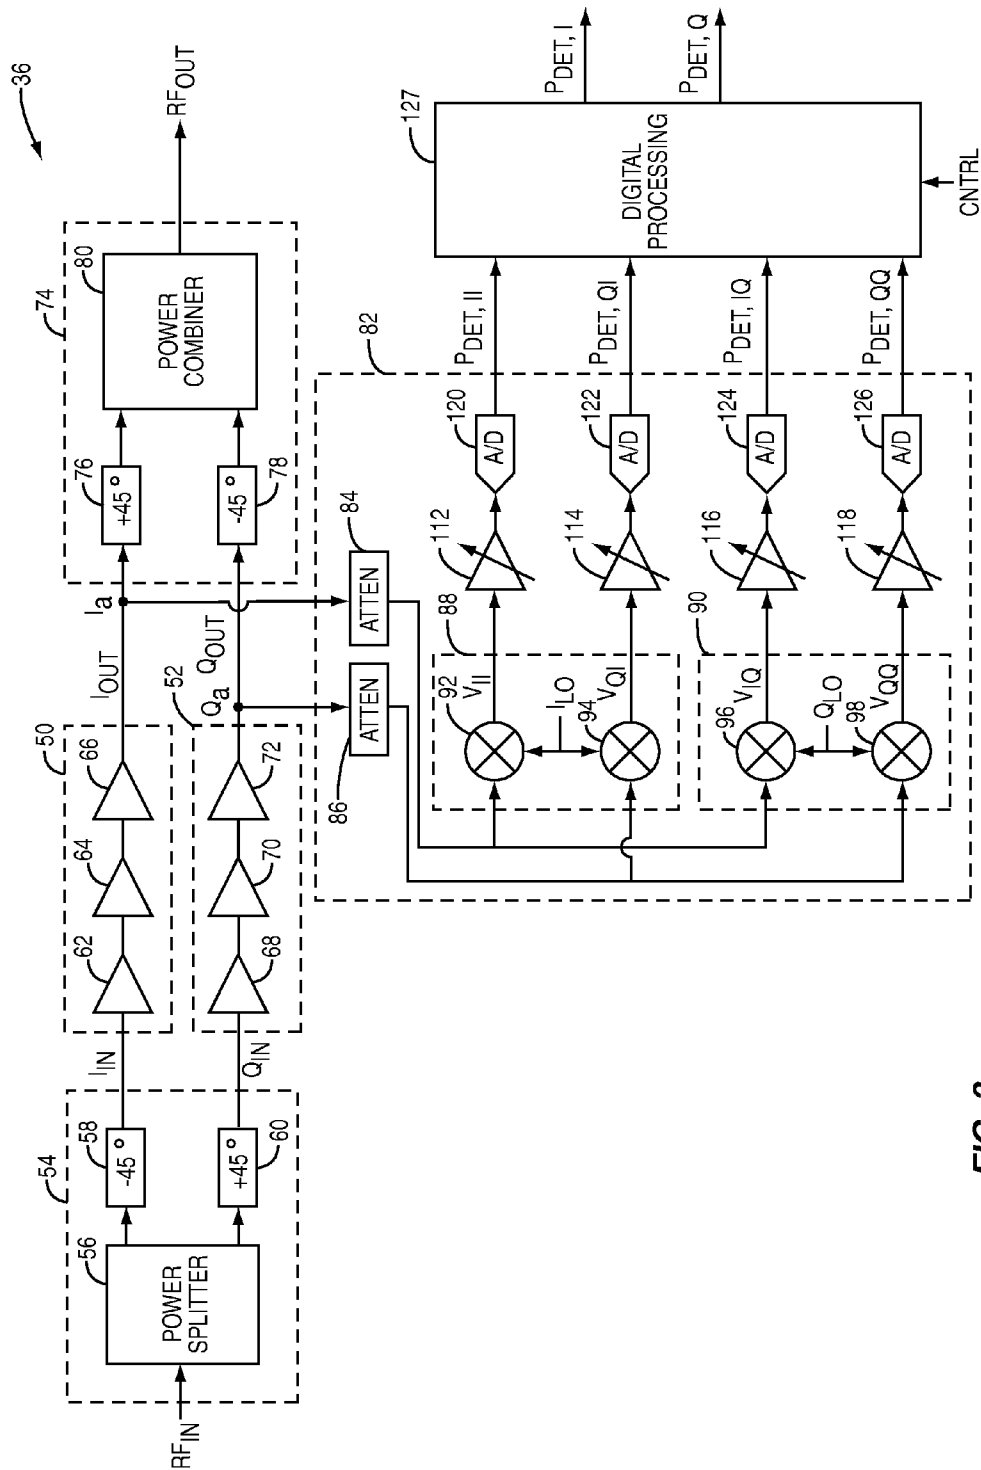 36
54
56
POWER
SPLITTER
RF_IN
58
-45°
60
+45°
I_IN
Q_IN
50
62
64
66
52
68
70
72
I_OUT
I_a
Q_a
Q_OUT
74
76
+45°
78
-45°
80
POWER
COMBINER
RF_OUT
82
84
ATTEN
86
ATTEN
88
92
V_II
I_LO
94
V_QI
90
96
V_IQ
Q_LO
98
V_QQ
112
114
116
118
120
A/D
122
A/D
124
A/D
126
A/D
P_DET, II
P_DET, QI
P_DET, IQ
P_DET, QQ
127
DIGITAL
PROCESSING
CNTRL
P_DET, I
P_DET, Q
FIG.